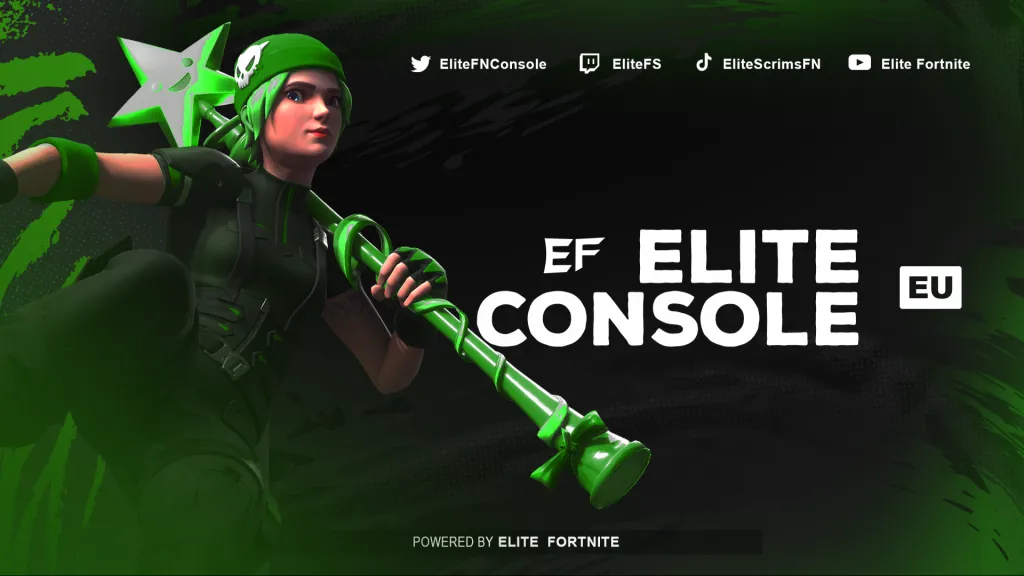 EliteFNConsole EliteFS EliteScrimsFN Elite Fortnite
EF ELITE
CONSOLE
EU
POWERED BY ELITE FORTNITE